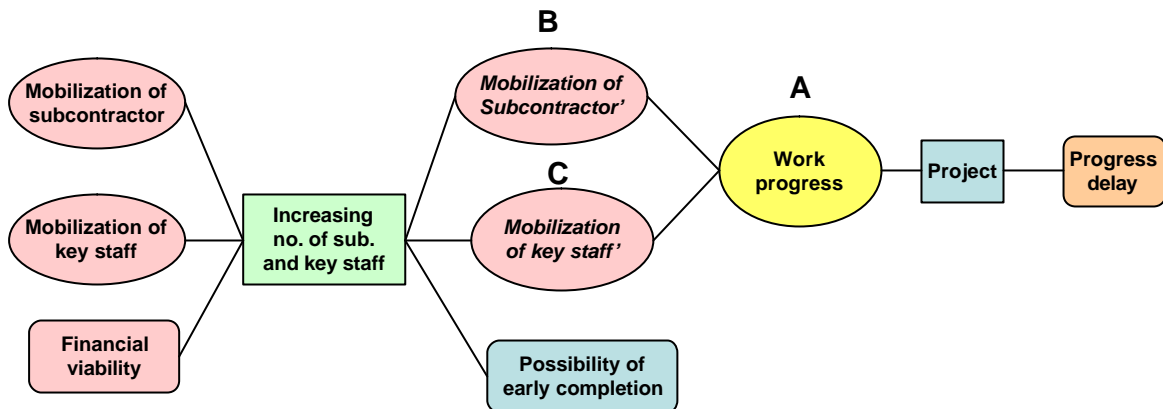 B
Mobilization of
subcontractor
Mobilization of
Subcontractor’
A
Work
progress
Project
Progress
delay
C
Mobilization of
key staff
Increasing
no. of sub.
and key staff
Mobilization
of key staff’
Financial
viability
Possibility of
early completion